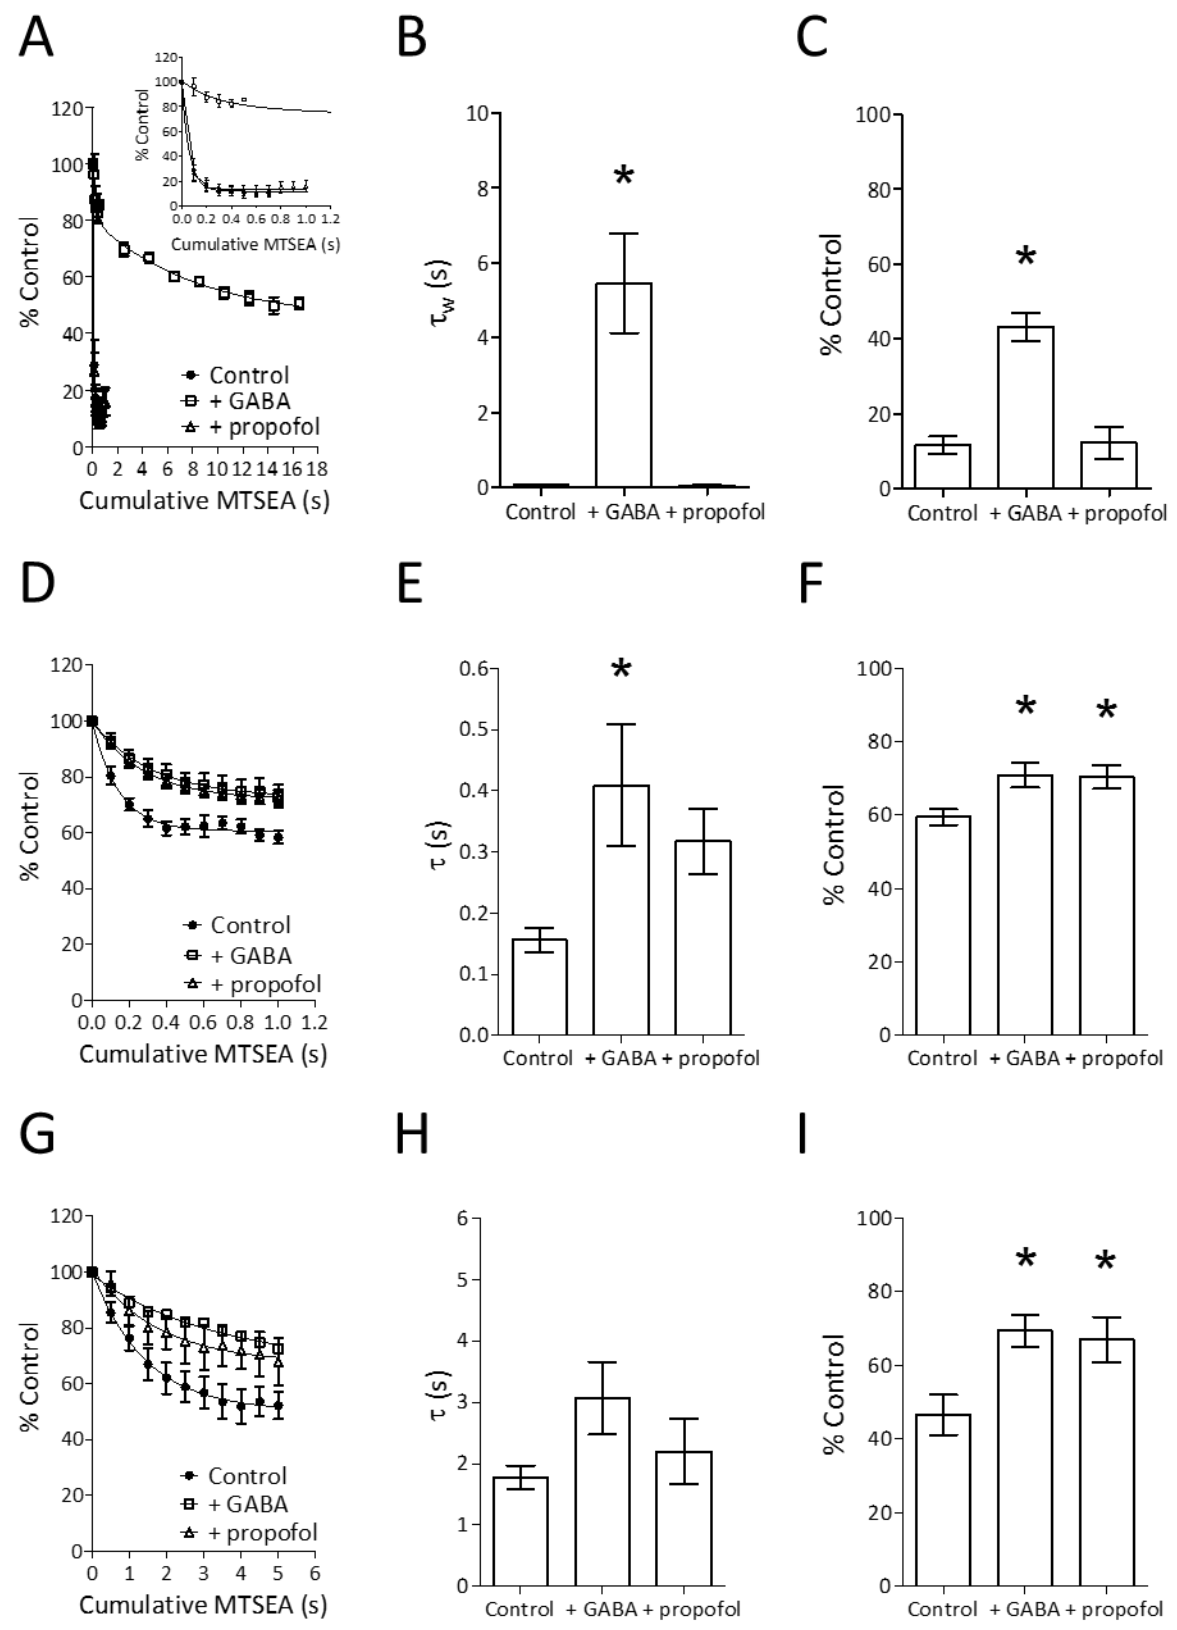 A
B
C
120
100
80
60
40
20
0
% Control
0 2 4 6 8 10 12 14 16 18
Cumulative MTSEA (s)
Control
+ GABA
+ propofol
120
100
80
60
40
20
0
% Control
0.0 0.2 0.4 0.6 0.8 1.0 1.2
Cumulative MTSEA (s)
10
8
6
4
2
0
τw (s)
*
Control + GABA + propofol
100
80
60
40
20
0
% Control
*
Control + GABA + propofol
D
E
F
120
100
80
60
40
20
0
% Control
Control
+ GABA
+ propofol
0.0 0.2 0.4 0.6 0.8 1.0 1.2
Cumulative MTSEA (s)
0.6
0.5
0.4
0.3
0.2
0.1
0.0
τ (s)
*
Control + GABA + propofol
100
80
60
40
20
0
% Control
* *
Control + GABA + propofol
G
H
I
120
100
80
60
40
20
0
% Control
Control
+ GABA
+ propofol
0 1 2 3 4 5 6
Cumulative MTSEA (s)
6
5
4
3
2
1
0
τ (s)
Control + GABA + propofol
100
80
60
40
20
0
% Control
* *
Control + GABA + propofol